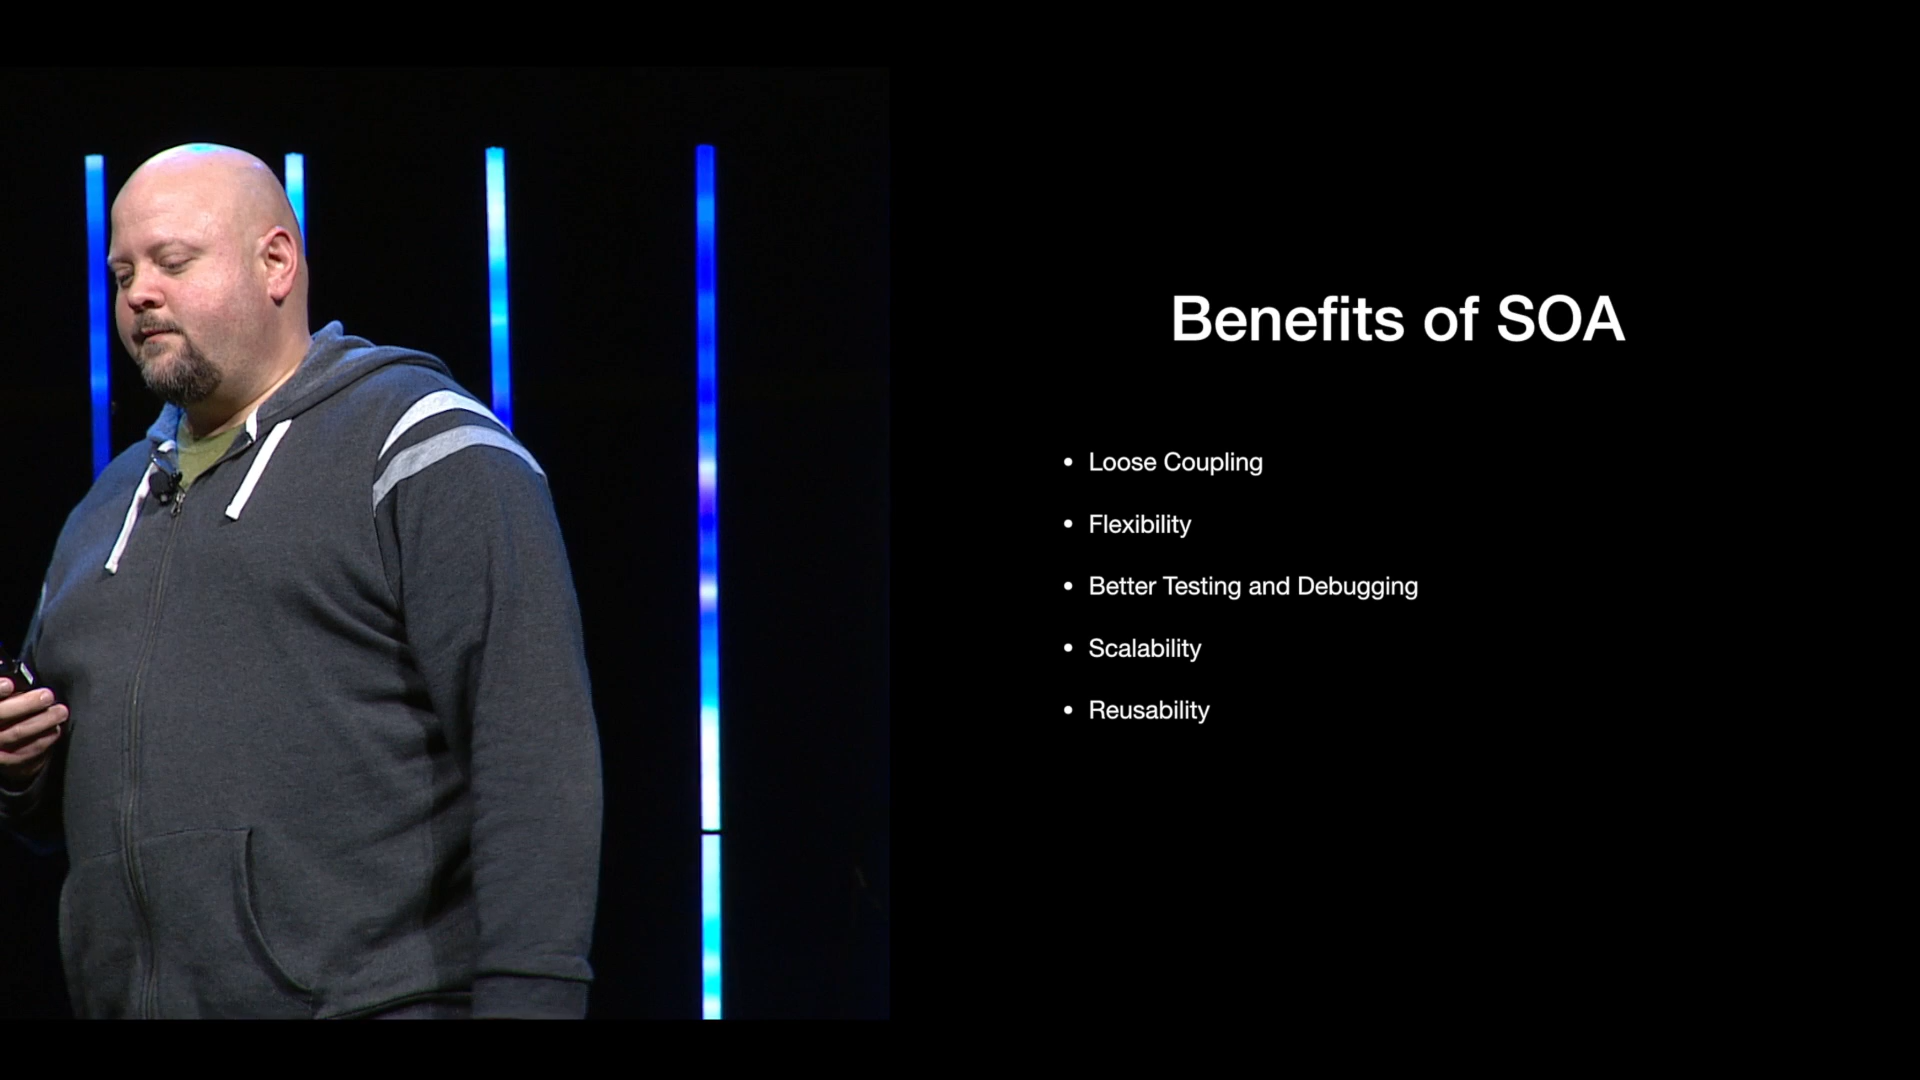 Benefits of SOA
• Loose Coupling
• Flexibility
• Better Testing and Debugging
• Scalability
• Reusability